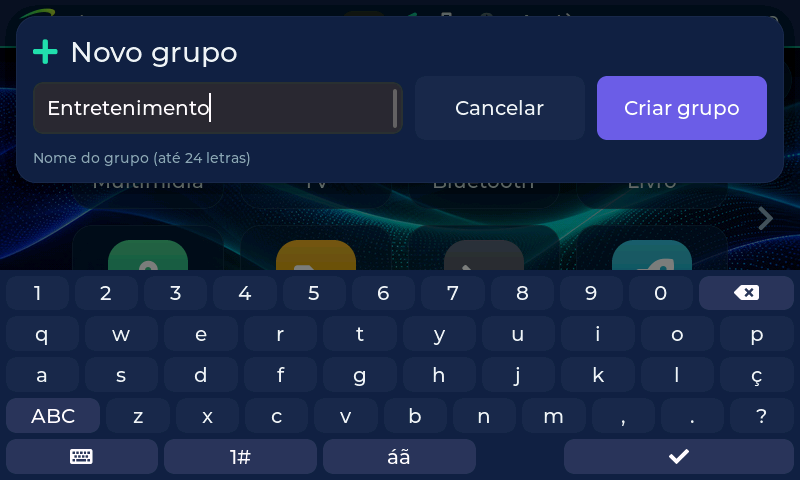 Novo grupo
Entretenimento
Cancelar
Criar grupo
Nome do grupo (até 24 letras)
Multimídia TV Bluetooth Livro
1 2 3 4 5 6 7 8 9 0
q w e r t y u i o p
a s d f g h j k l ç
ABC z x c v b n m , . ?
1# áã